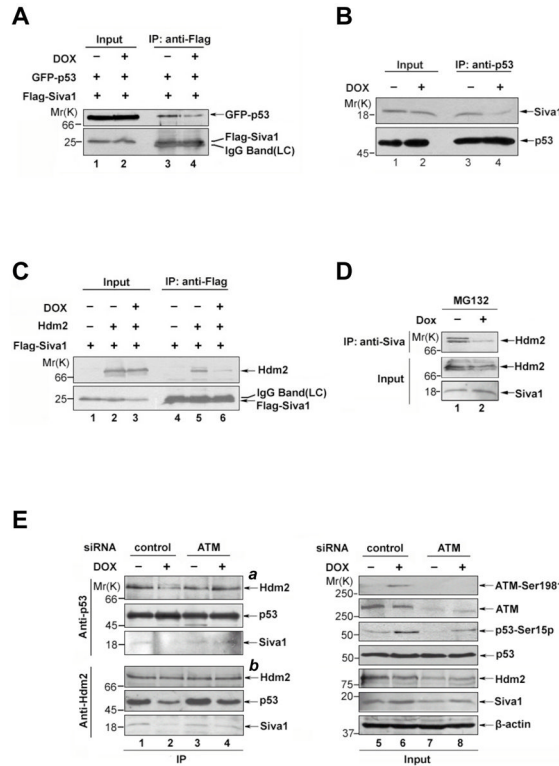 A
Input IP: anti-Flag
DOX − + − +
GFP-p53 + + + +
Flag-Siva1 + + + +
Mr(K)
66
GFP-p53
25
Flag-Siva1
IgG Band(LC)
1 2 3 4
B
Input IP: anti-p53
DOX − + − +
Mr(K)
18
Siva1
45
p53
1 2 3 4
C
Input IP: anti-Flag
DOX − − + − − +
Hdm2 − + + − + +
Flag-Siva1 + + + + + +
Mr(K)
66
Hdm2
25
IgG Band(LC)
Flag-Siva1
1 2 3 4 5 6
D
MG132
Dox − +
IP: anti-Siva
Mr(K)
66
Hdm2
Input
66
Hdm2
18
Siva1
1 2
E
siRNA control ATM
DOX − + − +
Anti-p53
Mr(K)
66
a
Hdm2
45
p53
18
Siva1
Anti-Hdm2
66
b
Hdm2
45
p53
18
Siva1
1 2 3 4
IP
siRNA control ATM
DOX − + − +
Mr(K)
250
ATM-Ser198
250
ATM
50
p53-Ser15p
50
p53
75
Hdm2
20
Siva1
37
β-actin
5 6 7 8
Input